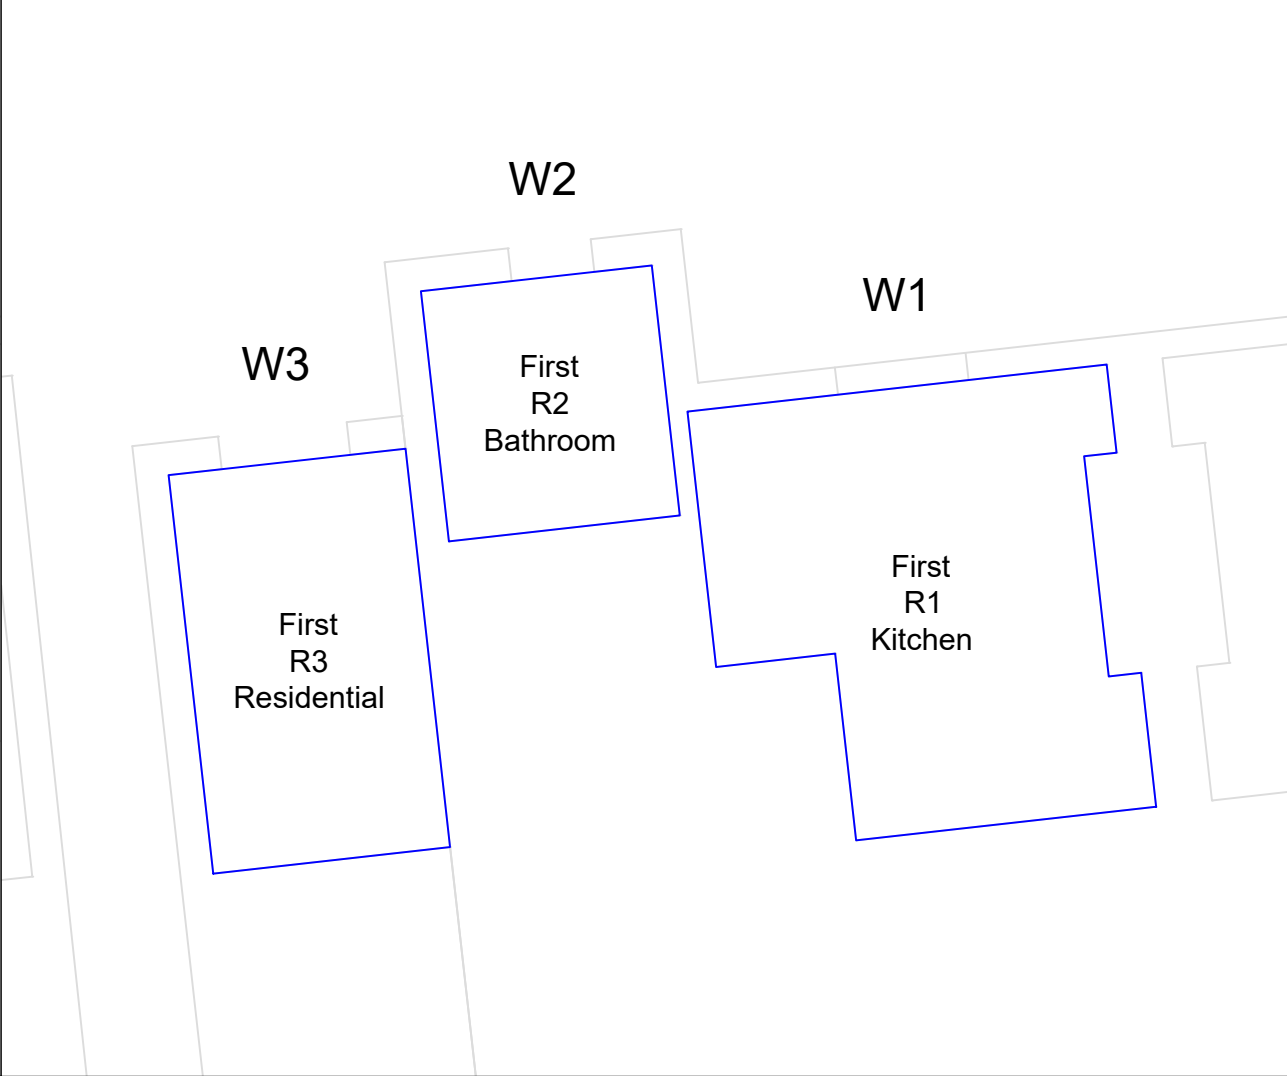 W2
W1
W3
First
R2
Bathroom
First
R1
Kitchen
First
R3
Residential